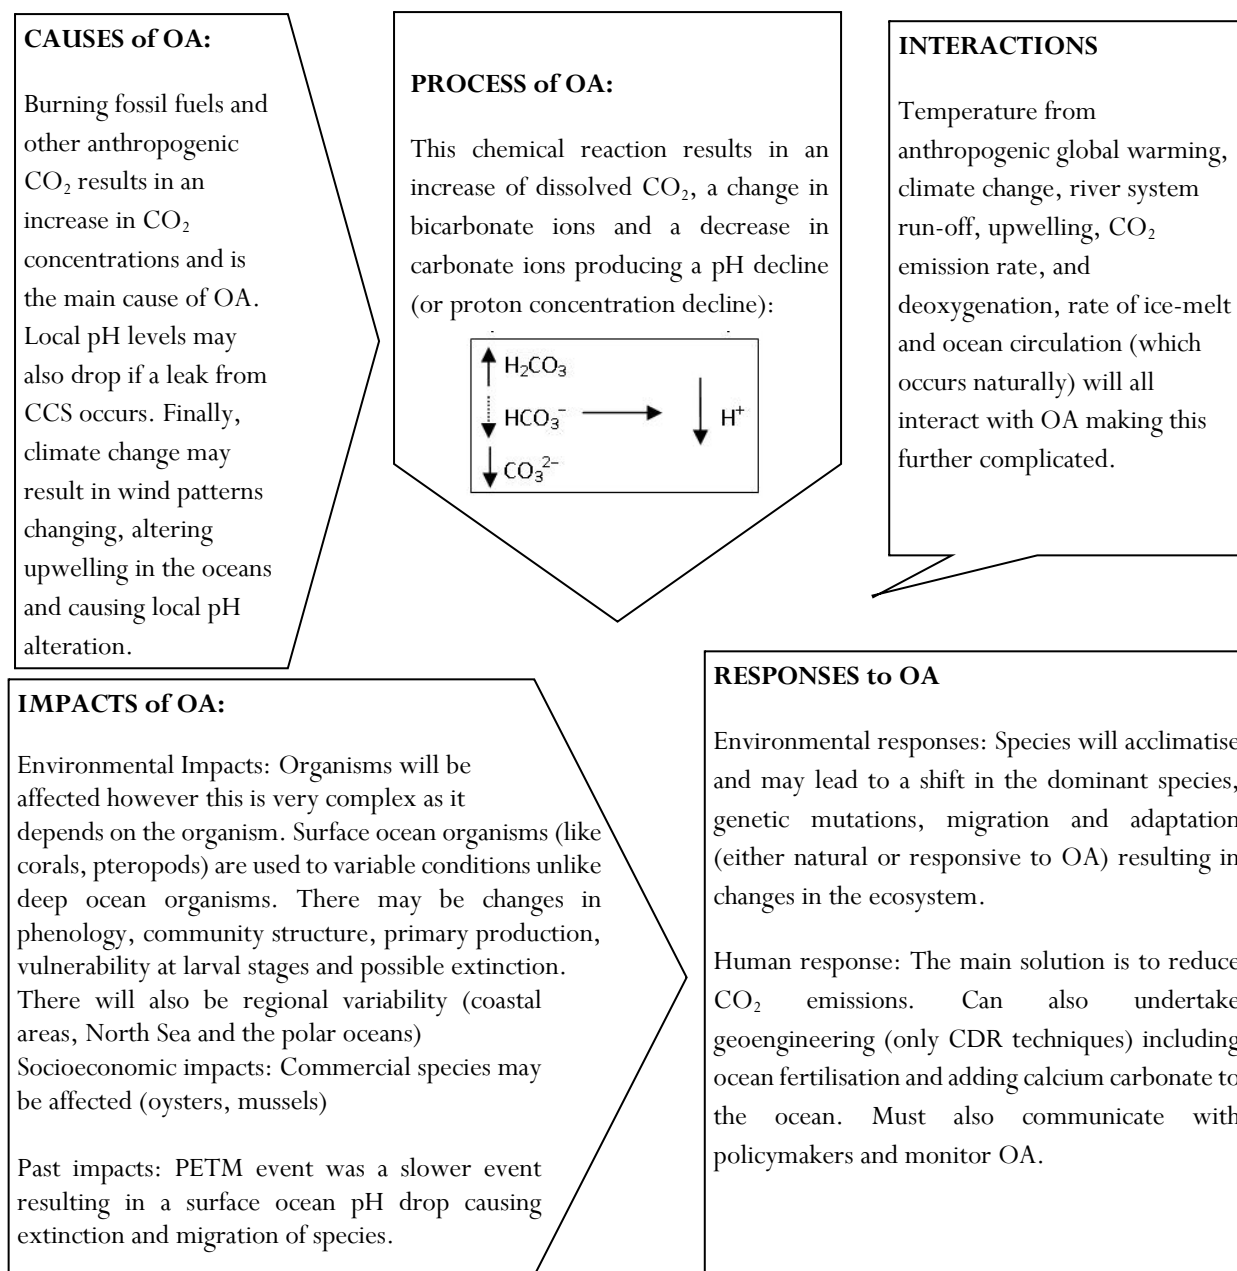 CAUSES of OA:
Burning fossil fuels and
other anthropogenic
CO₂ results in an
increase in CO₂
concentrations and is
the main cause of OA.
Local pH levels may
also drop if a leak from
CCS occurs. Finally,
climate change may
result in wind patterns
changing, altering
upwelling in the oceans
and causing local pH
alteration.
PROCESS of OA:
This chemical reaction results in an
increase of dissolved CO₂, a change in
bicarbonate ions and a decrease in
carbonate ions producing a pH decline
(or proton concentration decline):
H₂CO₃
HCO₃⁻
CO₃²⁻
H⁺
INTERACTIONS
Temperature from
anthropogenic global warming,
climate change, river system
run-off, upwelling, CO₂
emission rate, and
deoxygenation, rate of ice-melt
and ocean circulation (which
occurs naturally) will all
interact with OA making this
further complicated.
IMPACTS of OA:
Environmental Impacts: Organisms will be
affected however this is very complex as it
depends on the organism. Surface ocean organisms (like
corals, pteropods) are used to variable conditions unlike
deep ocean organisms. There may be changes in
phenology, community structure, primary production,
vulnerability at larval stages and possible extinction.
There will also be regional variability (coastal
areas, North Sea and the polar oceans)
Socioeconomic impacts: Commercial species may
be affected (oysters, mussels)
Past impacts: PETM event was a slower event
resulting in a surface ocean pH drop causing
extinction and migration of species.
RESPONSES to OA
Environmental responses: Species will acclimatise
and may lead to a shift in the dominant species,
genetic mutations, migration and adaptation
(either natural or responsive to OA) resulting in
changes in the ecosystem.
Human response: The main solution is to reduce
CO₂ emissions. Can also undertake
geoengineering (only CDR techniques) including
ocean fertilisation and adding calcium carbonate to
the ocean. Must also communicate with
policymakers and monitor OA.